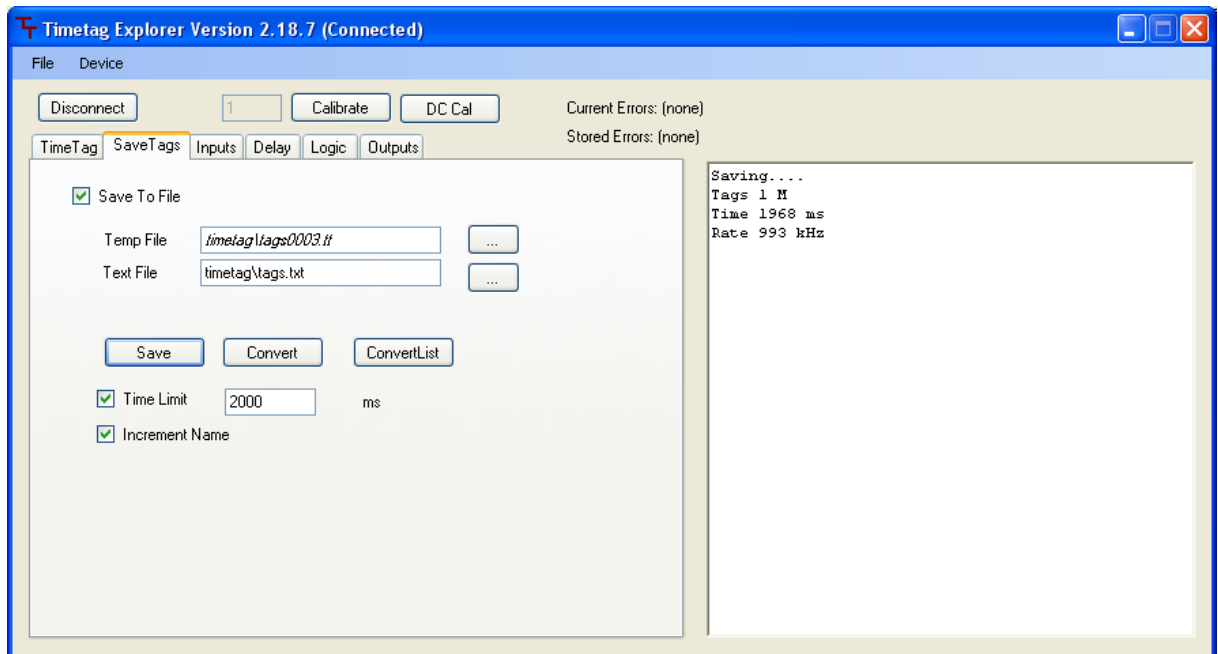 Timetag Explorer Version 2.18.7 (Connected)
File Device
Disconnect 1 Calibrate DC Cal
Current Errors: (none)
Stored Errors: (none)
TimeTag SaveTags Inputs Delay Logic Outputs
Save To File
Temp File timetag\tags0003.tt ...
Text File timetag\tags.txt ...
Save Convert ConvertList
Time Limit 2000 ms
Increment Name
Saving....
Tags 1 M
Time 1968 ms
Rate 993 kHz